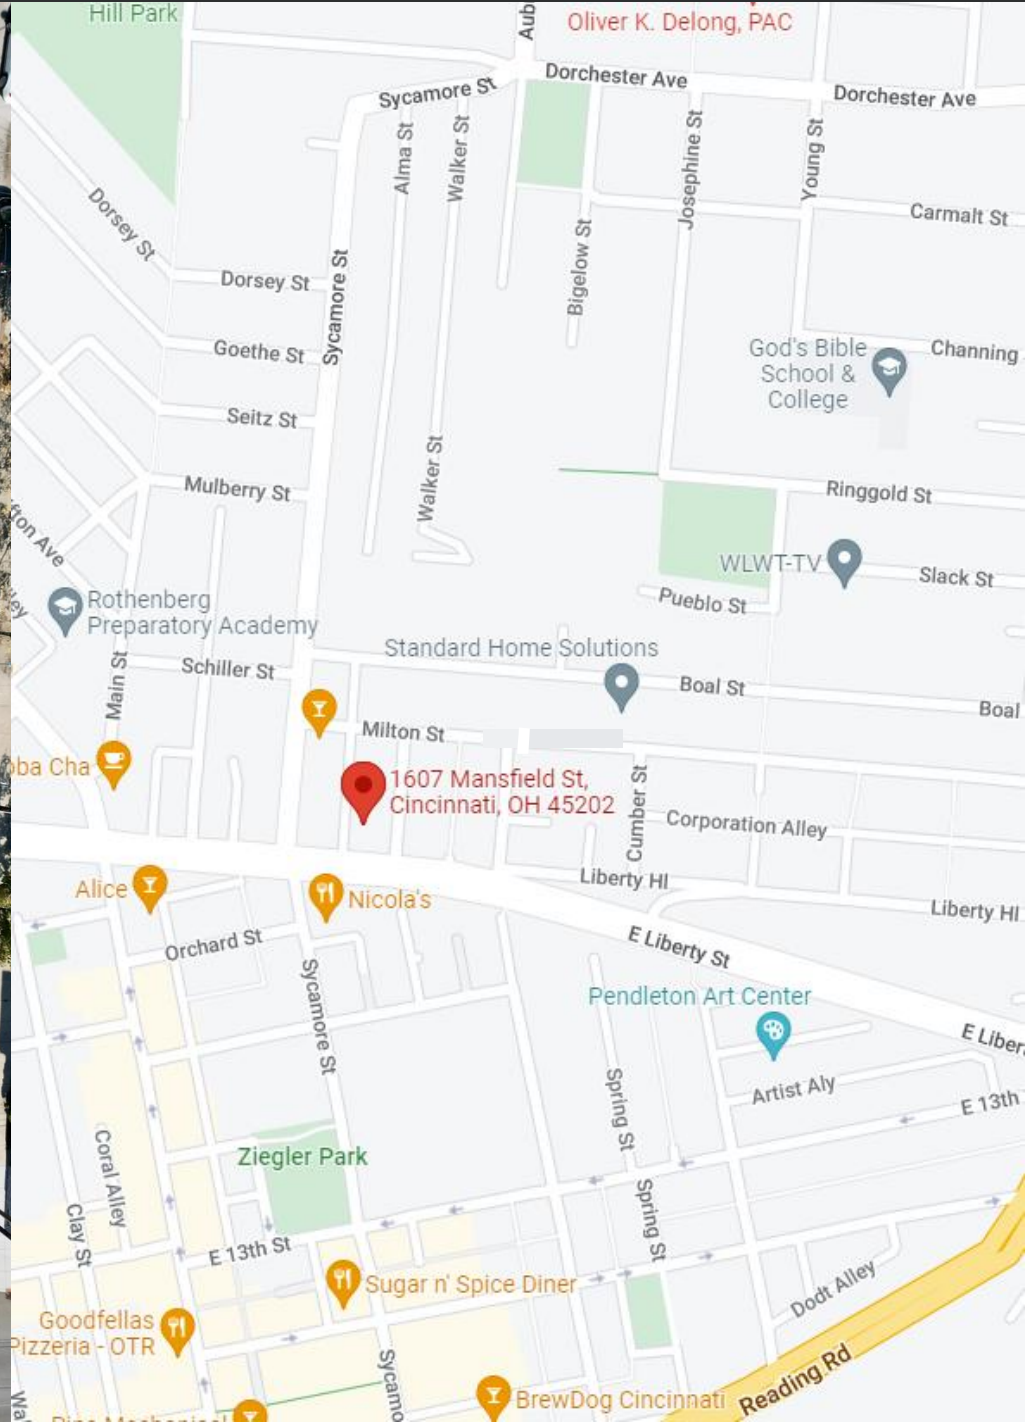 Hill Park
Oliver K. Delong, PAC
Aub
Sycamore St
Dorchester Ave
Dorchester Ave
Alma St
Walker St
Josephine St
Young St
Dorsey St
Carmalt St
Bigelow St
Dorsey St
Sycamore St
Goethe St
God's Bible
School &
College
Channing
Seitz St
Walker St
Mulberry St
Ringgold St
WLWT-TV
Slack St
Pueblo St
Rothenberg
Preparatory Academy
Standard Home Solutions
Schiller St
Main St
Boal St
Boal
Milton St
oba Cha
1607 Mansfield St,
Cincinnati, OH 45202
Cumber St
Corporation Alley
Alice
Nicola's
Liberty Hl
Liberty Hl
Orchard St
E Liberty St
Sycamore St
Pendleton Art Center
E Libert
Spring St
Artist Aly
E 13th
Coral Alley
Ziegler Park
Clay St
Spring St
E 13th St
Sugar n' Spice Diner
Dodt Alley
Goodfellas
Pizzeria - OTR
Sycamo
Reading Rd
BrewDog Cincinnati